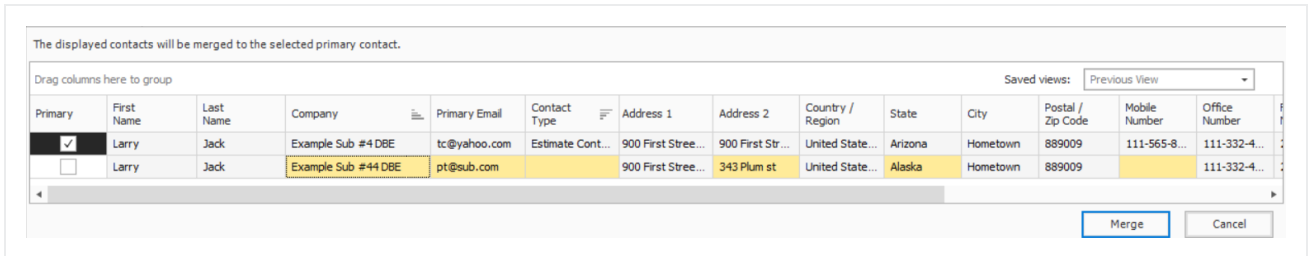 The displayed contacts will be merged to the selected primary contact.
Drag columns here to group Saved views: Previous View
Primary First Name Last Name Company Primary Email Contact Type Address 1 Address 2 Country / Region State City Postal / Zip Code Mobile Number Office Number
Larry Jack Example Sub #4 DBE tc@yahoo.com Estimate Cont... 900 First Stree... 900 First Str... United State... Arizona Hometown 889009 111-565-8... 111-332-4...
Larry Jack Example Sub #44 DBE pt@sub.com 900 First Stree... 343 Plum st United State... Alaska Hometown 889009 111-332-4...
Merge Cancel